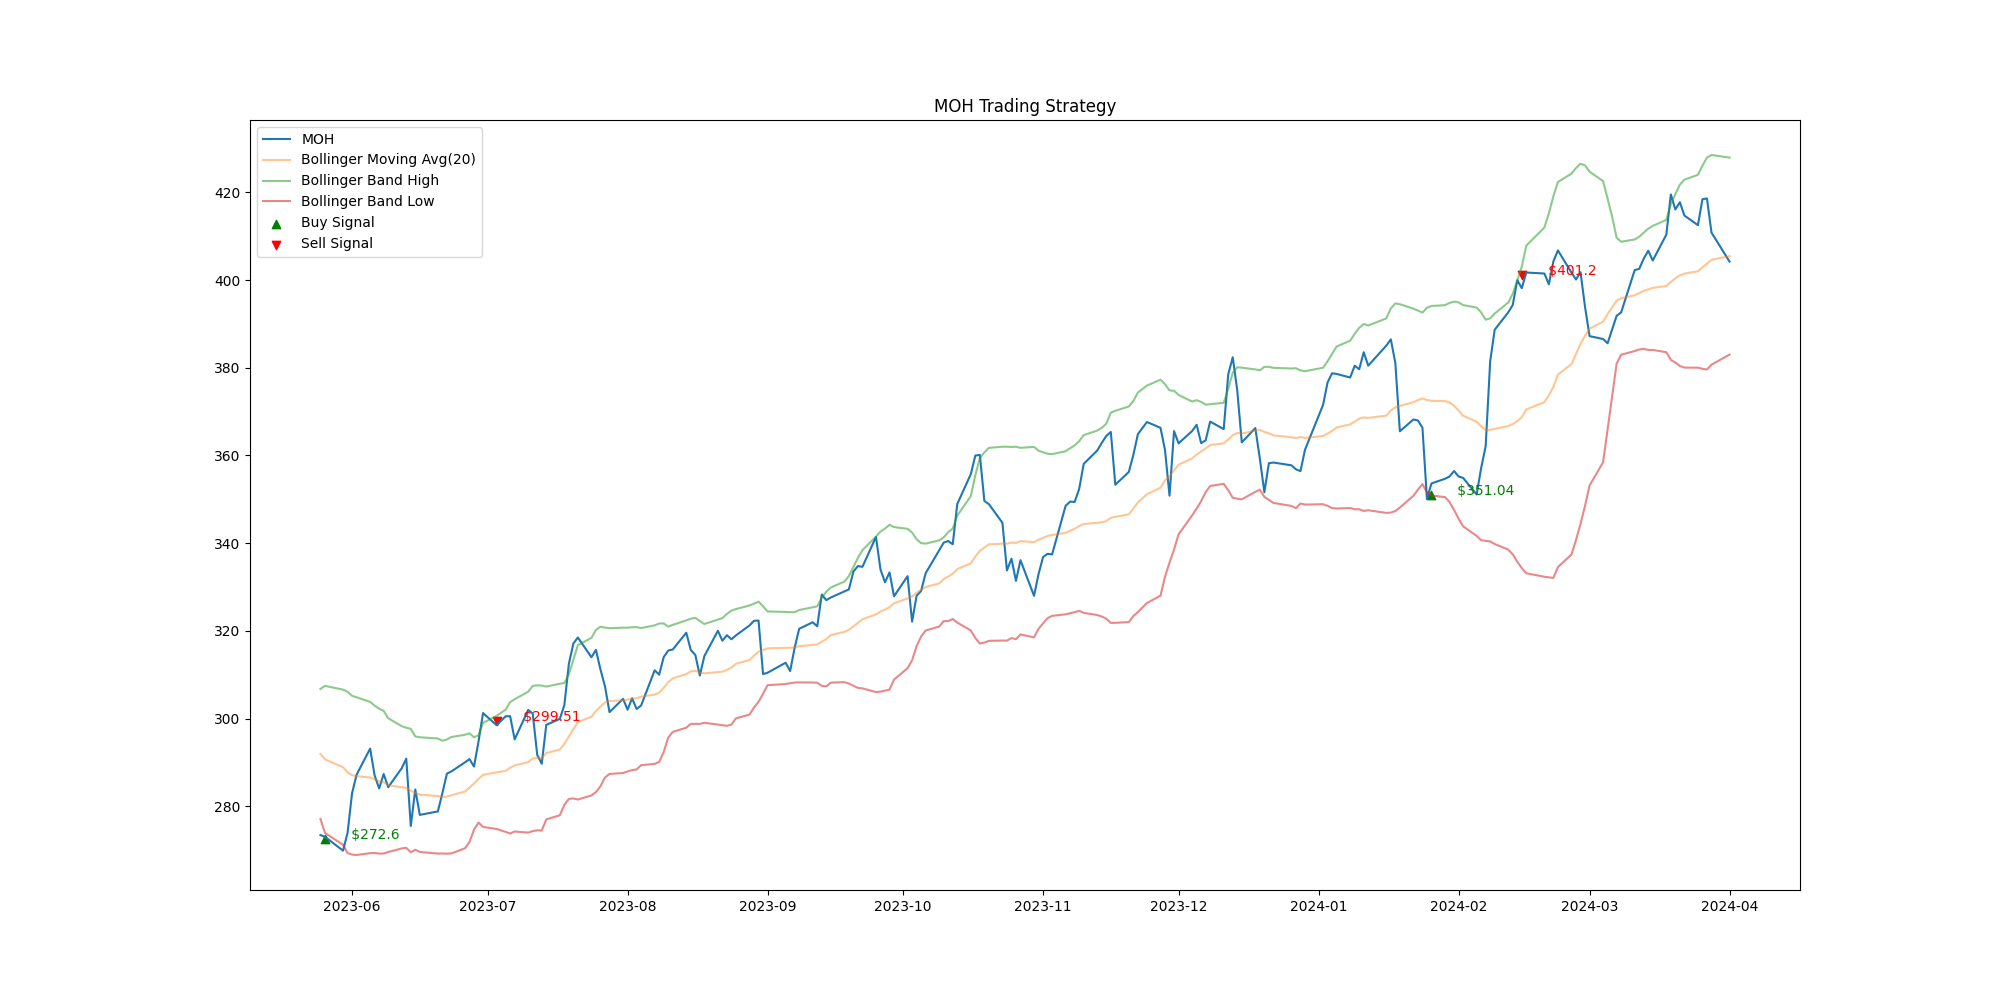 MOH Trading Strategy
MOH
Bollinger Moving Avg(20)
Bollinger Band High
Bollinger Band Low
Buy Signal
Sell Signal
420
400
380
360
340
320
300
280
$401.2
$351.04
$299.51
$272.6
2023-06 2023-07 2023-08 2023-09 2023-10 2023-11 2023-12 2024-01 2024-02 2024-03 2024-04